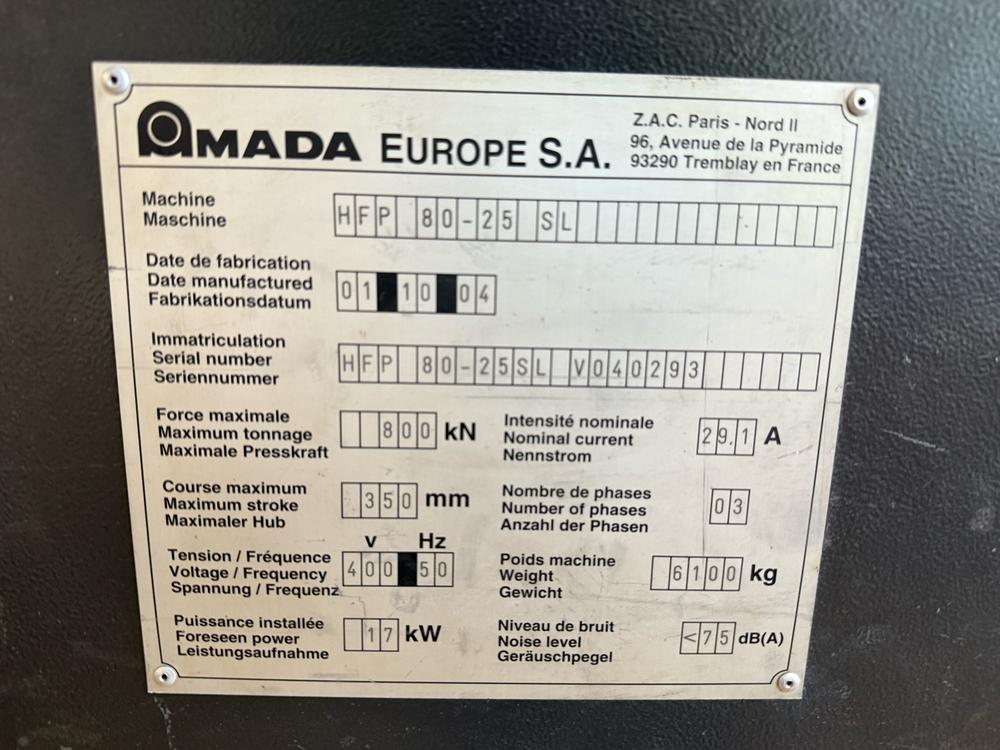 AMADA EUROPE S.A.
Z.A.C. Paris - Nord II
96, Avenue de la Pyramide
93290 Tremblay en France
Machine
Maschine
HFP 80-25 SL
Date de fabrication
Date manufactured
Fabrikationsdatum
01 10 04
Immatriculation
Serial number
Seriennummer
HFP 80-25SL V040293
Force maximale
Maximum tonnage
Maximale Presskraft
800 kN
Intensité nominale
Nominal current
Nennstrom
29.1 A
Course maximum
Maximum stroke
Maximaler Hub
350 mm
Nombre de phases
Number of phases
Anzahl der Phasen
03
Tension / Fréquence
Voltage / Frequency
Spannung / Frequenz
V Hz
400 50
Poids machine
Weight
Gewicht
6100 kg
Puissance installée
Foreseen power
Leistungsaufnahme
17 kW
Niveau de bruit
Noise level
Geräuschpegel
<75 dB(A)